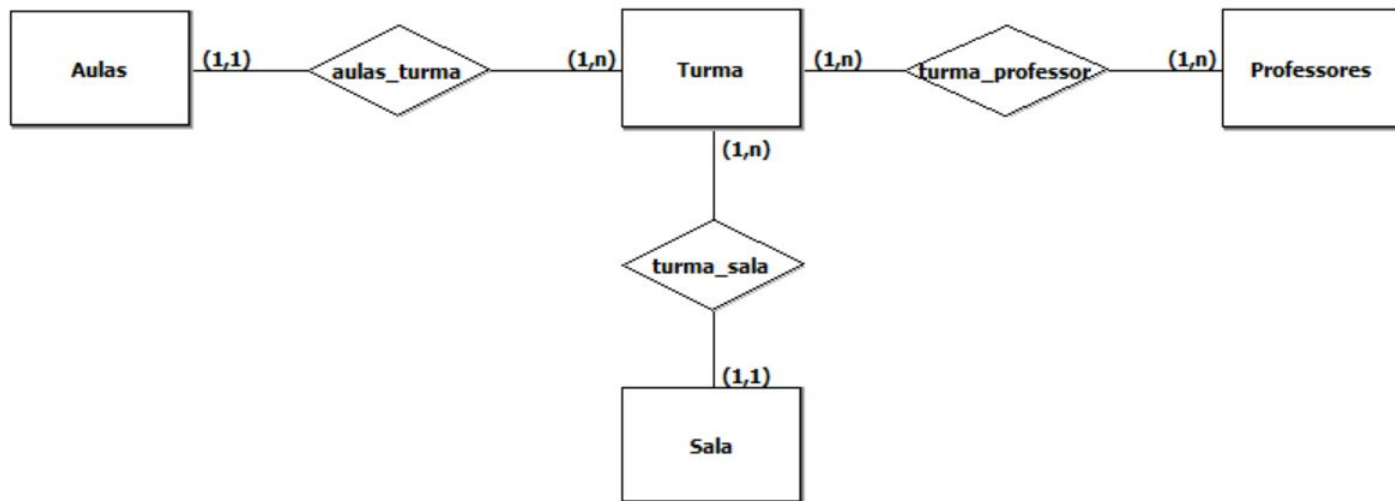 Aulas
(1,1)
aulas_turma
(1,n)
Turma
(1,n)
turma_professor
(1,n)
Professores
(1,n)
turma_sala
(1,1)
Sala